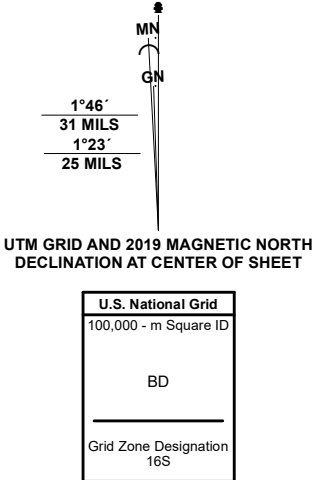 MN
GN
1°46´
31 MILS
1°23´
25 MILS
UTM GRID AND 2019 MAGNETIC NORTH
DECLINATION AT CENTER OF SHEET
U.S. National Grid
100,000 - m Square ID
BD
Grid Zone Designation
16S